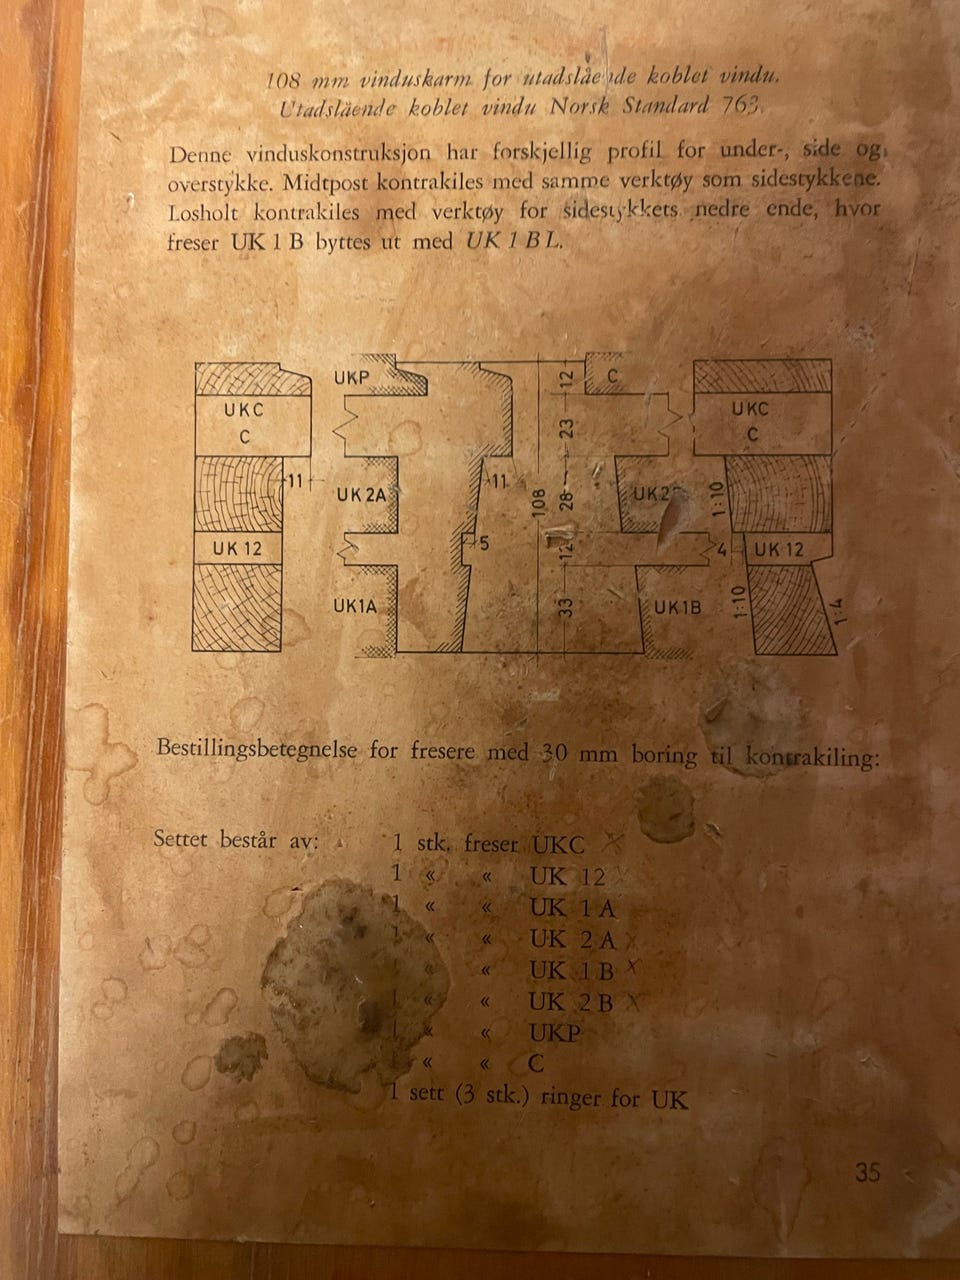 108 mm vinduskarm for utadslående koblet vindu.
Utadslående koblet vindu Norsk Standard 763.
Denne vinduskonstruksjon har forskjellig profil for under-, side og
overstykke. Midtpost kontrakiles med samme verktøy som sidestykkene.
Losholt kontrakiles med verktøy for sidestykkets nedre ende, hvor
freser UK 1 B byttes ut med UK 1 BL.
UKP 12 C
UKC C 23 UKC C
11 UK 2A 11 108 28 1:10
UK 12 5 12 4 UK 12
UK1A 33 UK1B 1:10 1:4
Bestillingsbetegnelse for fresere med 30 mm boring til kontrakiling:
Settet består av: 1 stk. freser UKC X
1 « « UK 12 X
1 « « UK 1 A
1 « « UK 2 A X
« « UK 1 B X
1 « « UK 2 B X
1 « « UKP
« « C
1 sett (3 stk.) ringer for UK
35